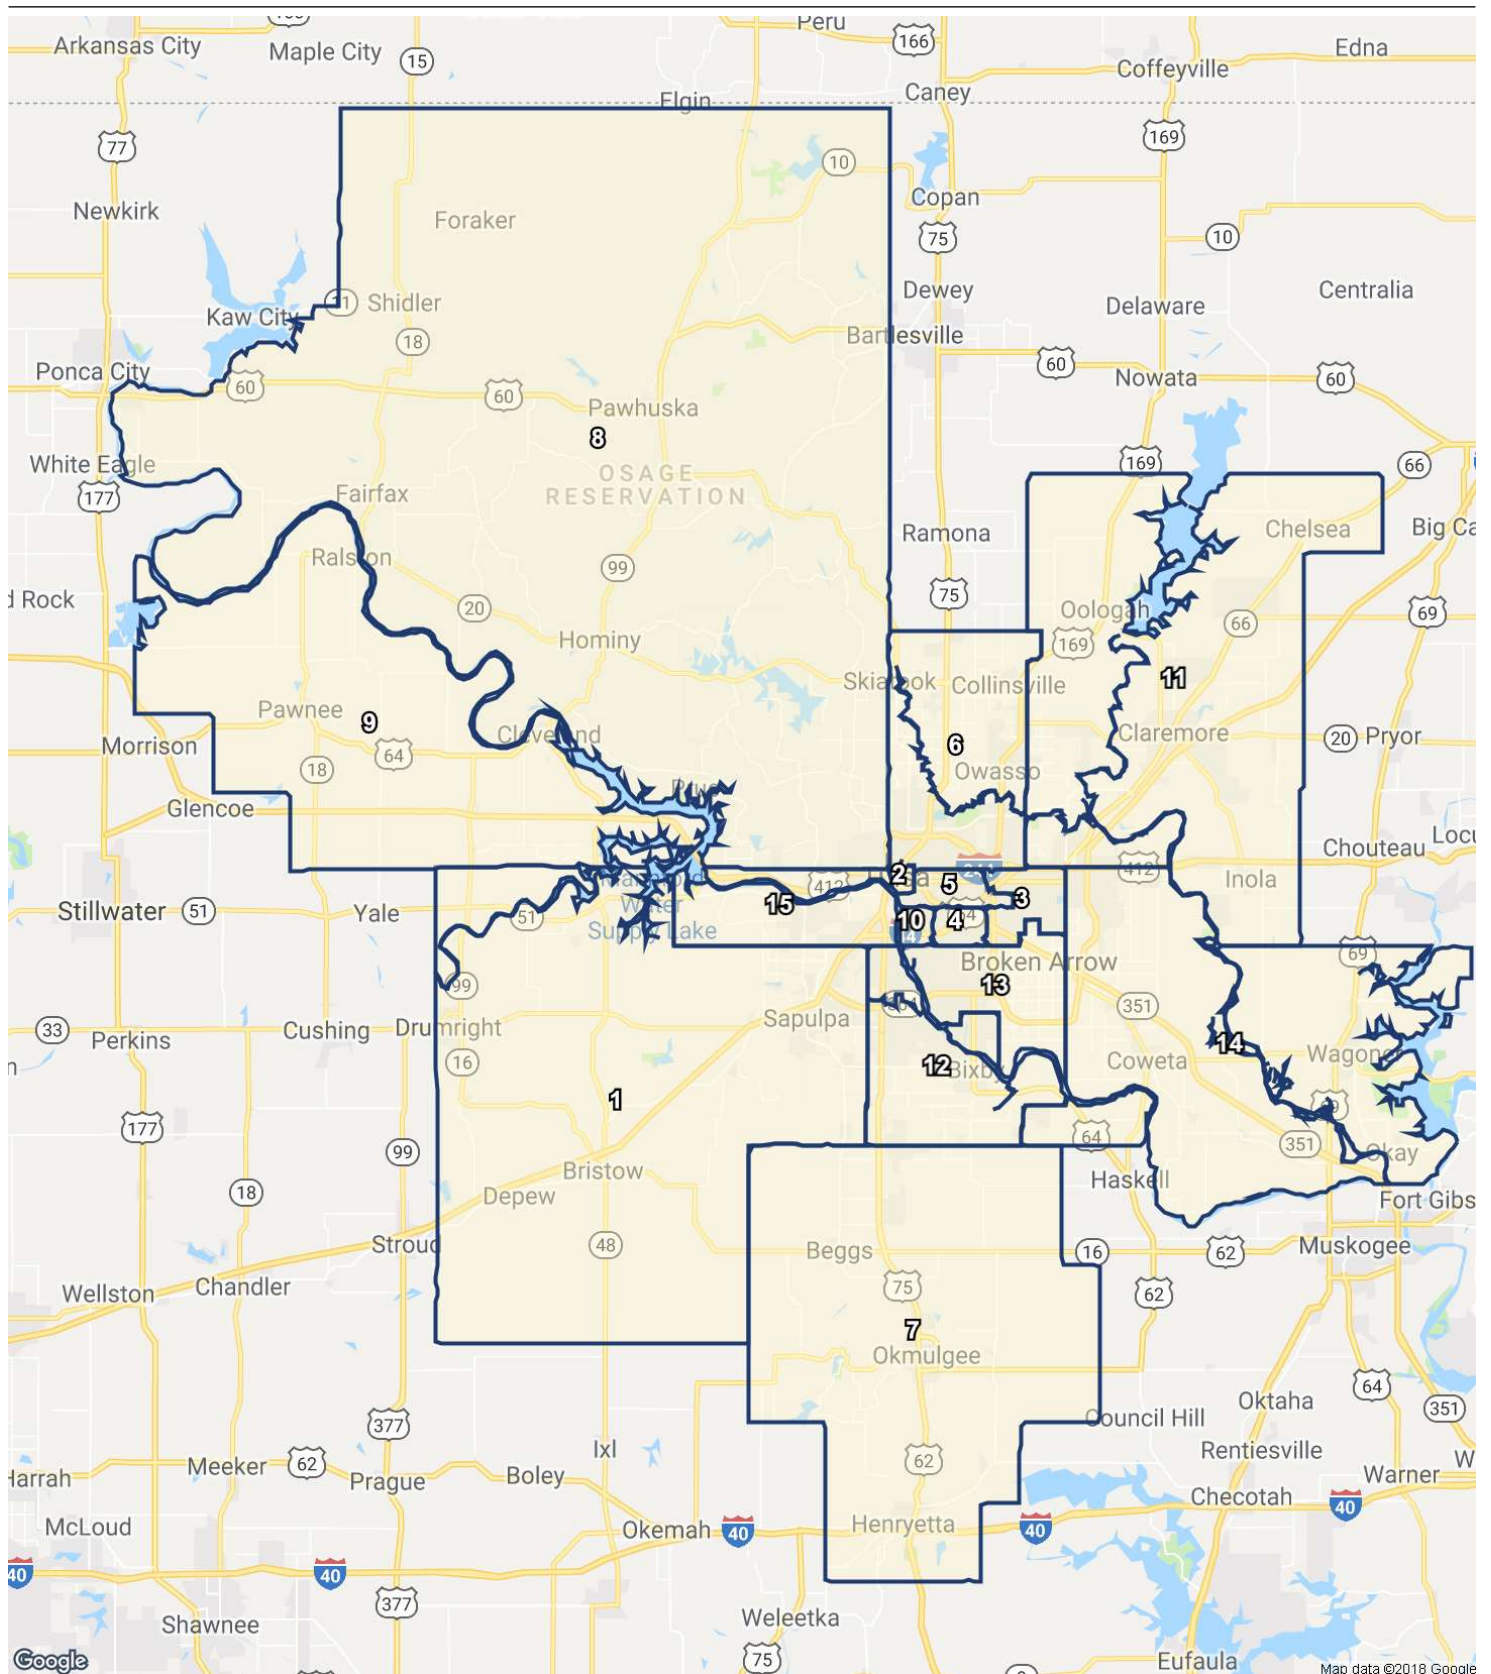 Peru
166
Arkansas City
Maple City
15
Edna
Coffeyville
Elgin
Caney
77
169
10
Newkirk
Foraker
Copan
75
10
Kaw City
11
Shidler
Dewey
Delaware
Centralia
18
Bartlesville
Ponca City
60
60
60
Nowata
60
Pawhuska
8
White Eagle
177
OSAGE
RESERVATION
169
66
Fairfax
Ramona
Chelsea
Ralston
99
75
20
Oologah
66
69
Hominy
169
Skiatook
Collinsville
11
Pawnee
9
Cleveland
6
Claremore
20
Pryor
Morrison
64
18
Owasso
Glencoe
Chouteau
412
2
5
412
Inola
Stillwater
51
Yale
51
Water
Supply Lake
15
10
4
3
69
Broken Arrow
13
99
351
33
Perkins
Cushing
Drumright
Sapulpa
16
12
Bixby
Coweta
14
Wagoner
1
177
99
64
351
Okay
Bristow
Depew
Haskell
Fort Gibs
18
Stroud
48
Beggs
16
62
Muskogee
Wellston
Chandler
75
62
7
Okmulgee
64
377
Oktaha
351
Council Hill
Ixl
62
Rentiesville
Harrah
Meeker
62
Prague
Boley
Warner
Checotah
40
McLoud
Okemah
40
Henryetta
40
40
40
377
Shawnee
Weleetka
75
Eufaula
Google
Map data ©2018 Google